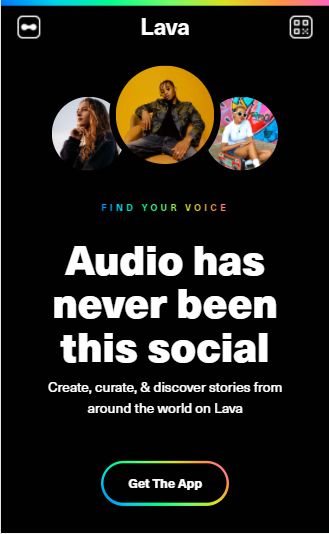 Lava
FIND YOUR VOICE
Audio has
never been
this social
Create, curate, & discover stories from
around the world on Lava
Get The App